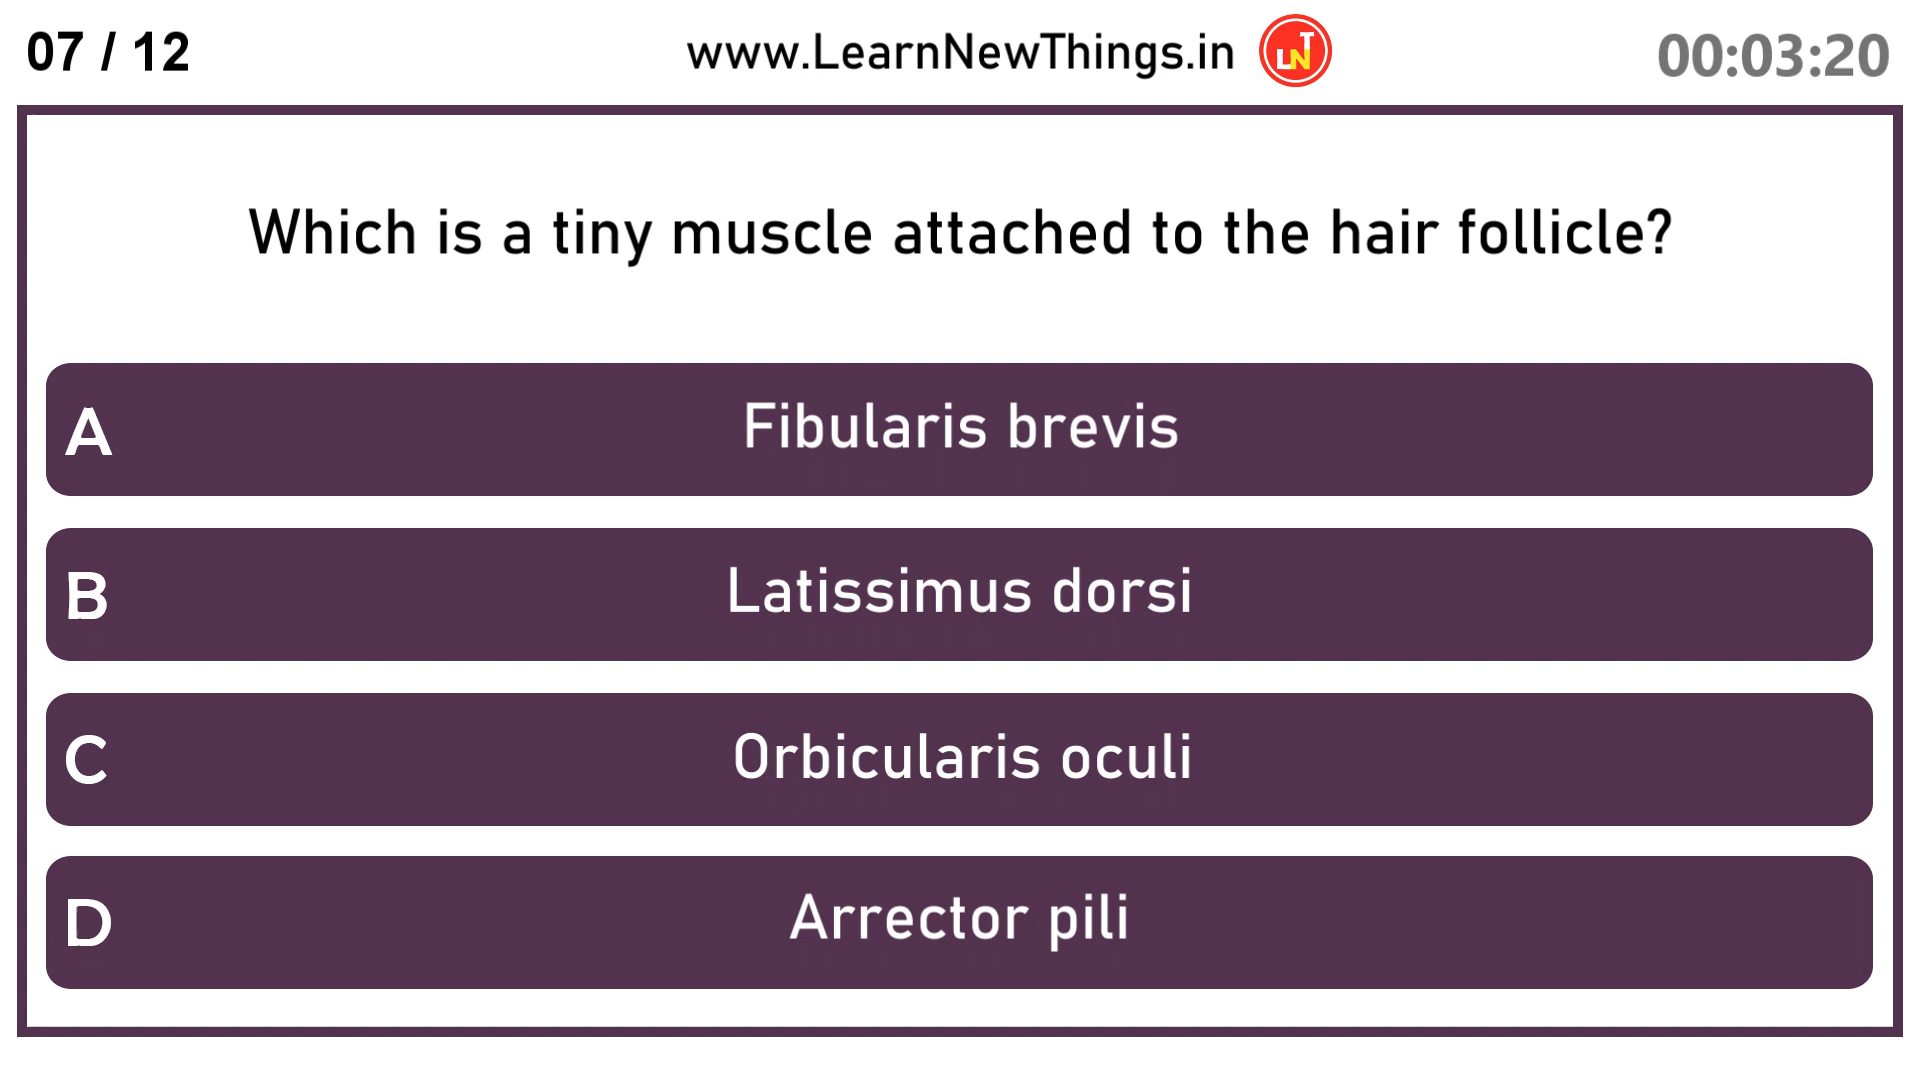 07 / 12
www.LearnNewThings.in
LNT
00:03:20
Which is a tiny muscle attached to the hair follicle?
A Fibularis brevis
B Latissimus dorsi
C Orbicularis oculi
D Arrector pili